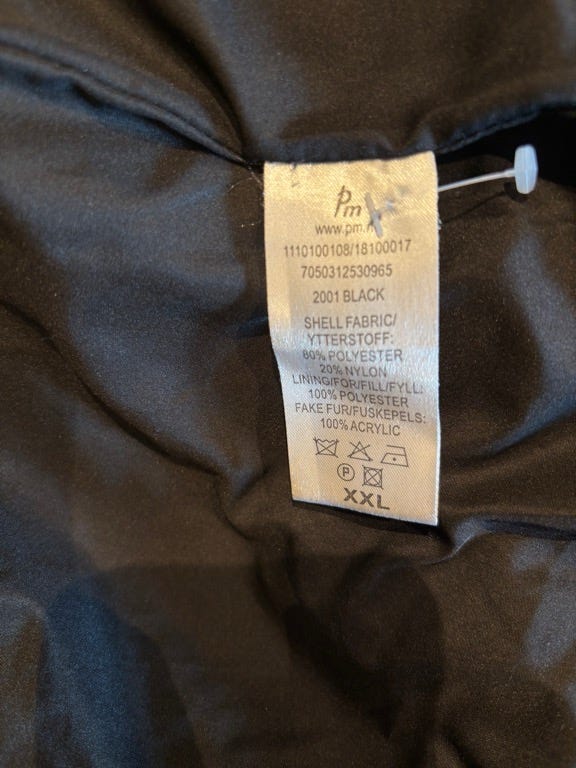 Pm
www.pm.n
1110100108/18100017
7050312530965
2001 BLACK
SHELL FABRIC/
YTTERSTOFF:
80% POLYESTER
20% NYLON
LINING/FOR/FILL/FYLL:
100% POLYESTER
FAKE FUR/FUSKEPELS:
100% ACRYLIC
P
XXL